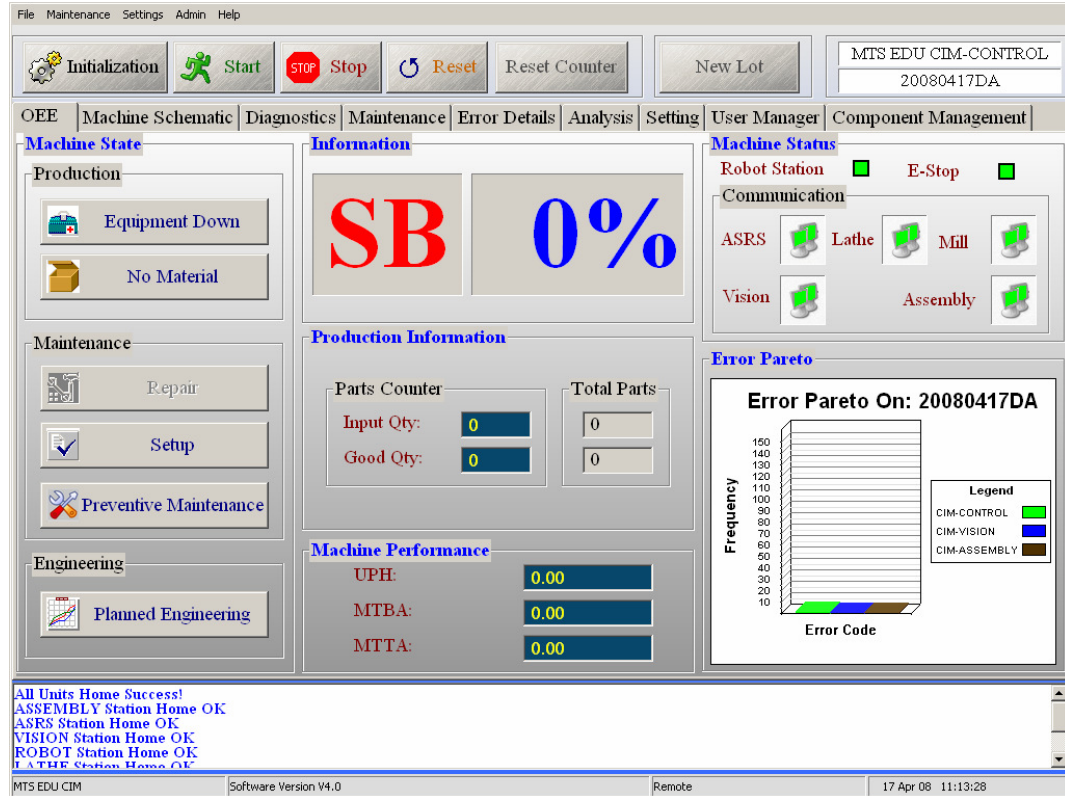 File Maintenance Settings Admin Help
Initialization Start STOP Stop Reset Reset Counter New Lot
MTS EDU CIM-CONTROL
20080417DA
OEE Machine Schematic Diagnostics Maintenance Error Details Analysis Setting User Manager Component Management
Machine State
Production
Equipment Down
No Material
Maintenance
Repair
Setup
Preventive Maintenance
Engineering
Planned Engineering
Information
SB 0%
Production Information
Parts Counter Total Parts
Input Qty: 0 0
Good Qty: 0 0
Machine Performance
UPH: 0.00
MTBA: 0.00
MTTA: 0.00
Machine Status
Robot Station E-Stop
Communication
ASRS Lathe Mill
Vision Assembly
Error Pareto
Error Pareto On: 20080417DA
Frequency
150
140
130
120
110
100
90
80
70
60
50
40
30
20
10
Error Code
Legend
CIM-CONTROL
CIM-VISION
CIM-ASSEMBLY
All Units Home Success!
ASSEMBLY Station Home OK
ASRS Station Home OK
VISION Station Home OK
ROBOT Station Home OK
LATHE Station Home OK
MTS EDU CIM Software Version V4.0 Remote 17 Apr 08 11:13:28